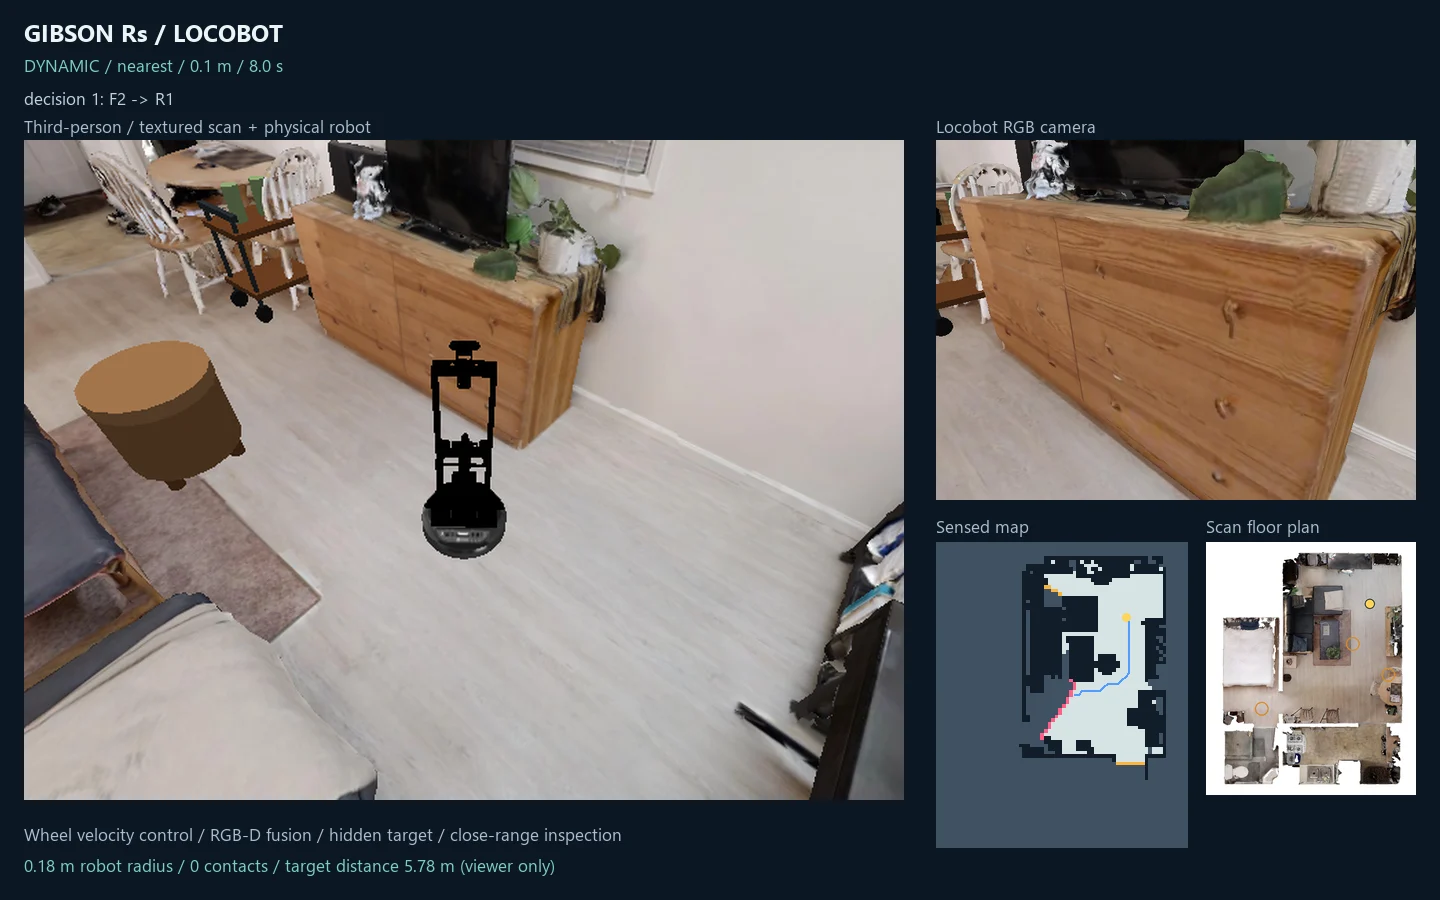 GIBSON Rs / LOCOBOT
DYNAMIC / nearest / 0.1 m / 8.0 s
decision 1: F2 -> R1
Third-person / textured scan + physical robot
Locobot RGB camera
Sensed map
Scan floor plan
Wheel velocity control / RGB-D fusion / hidden target / close-range inspection
0.18 m robot radius / 0 contacts / target distance 5.78 m (viewer only)